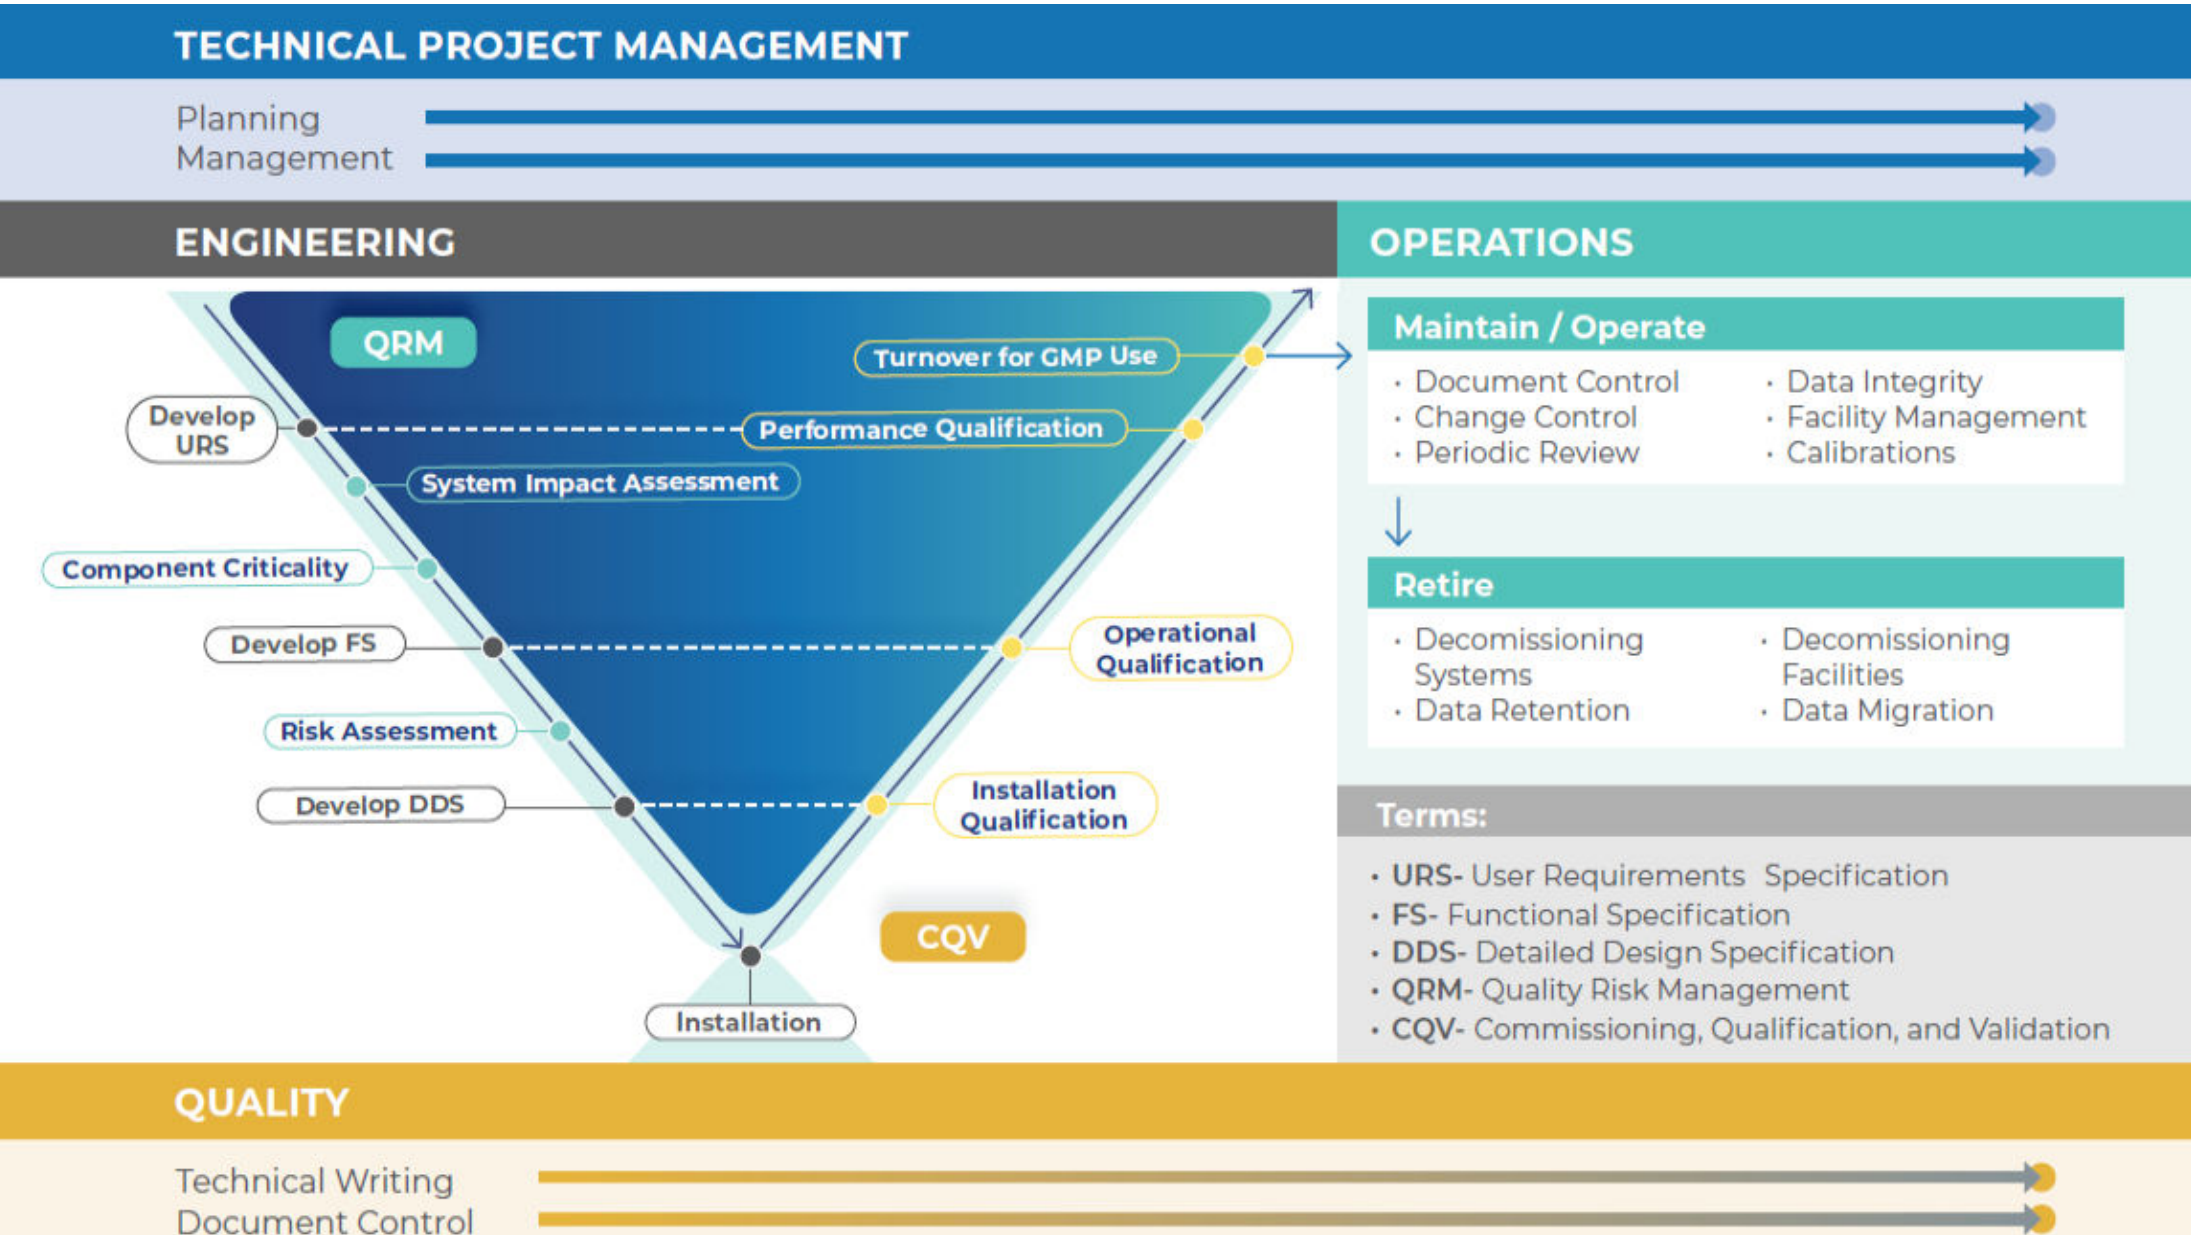 TECHNICAL PROJECT MANAGEMENT
Planning
Management
ENGINEERING
QRM
Turnover for GMP Use
Develop
URS
Performance Qualification
System Impact Assessment
Component Criticality
Develop FS
Operational
Qualification
Risk Assessment
Develop DDS
Installation
Qualification
CQV
Installation
OPERATIONS
Maintain / Operate
· Document Control
· Change Control
· Periodic Review
· Data Integrity
· Facility Management
· Calibrations
Retire
· Decomissioning
Systems
· Data Retention
· Decomissioning
Facilities
· Data Migration
Terms:
• URS- User Requirements Specification
• FS- Functional Specification
• DDS- Detailed Design Specification
• QRM- Quality Risk Management
• CQV- Commissioning, Qualification, and Validation
QUALITY
Technical Writing
Document Control